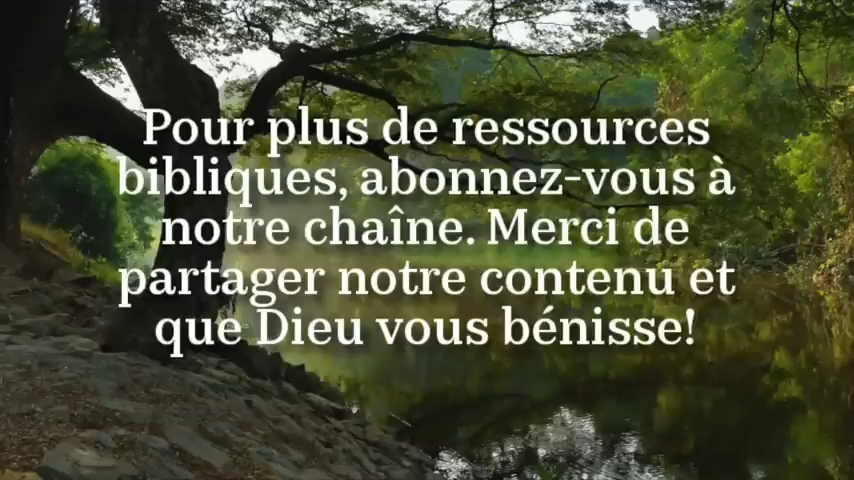 Pour plus de ressources
bibliques, abonnez-vous à
notre chaîne. Merci de
partager notre contenu et
que Dieu vous bénisse!